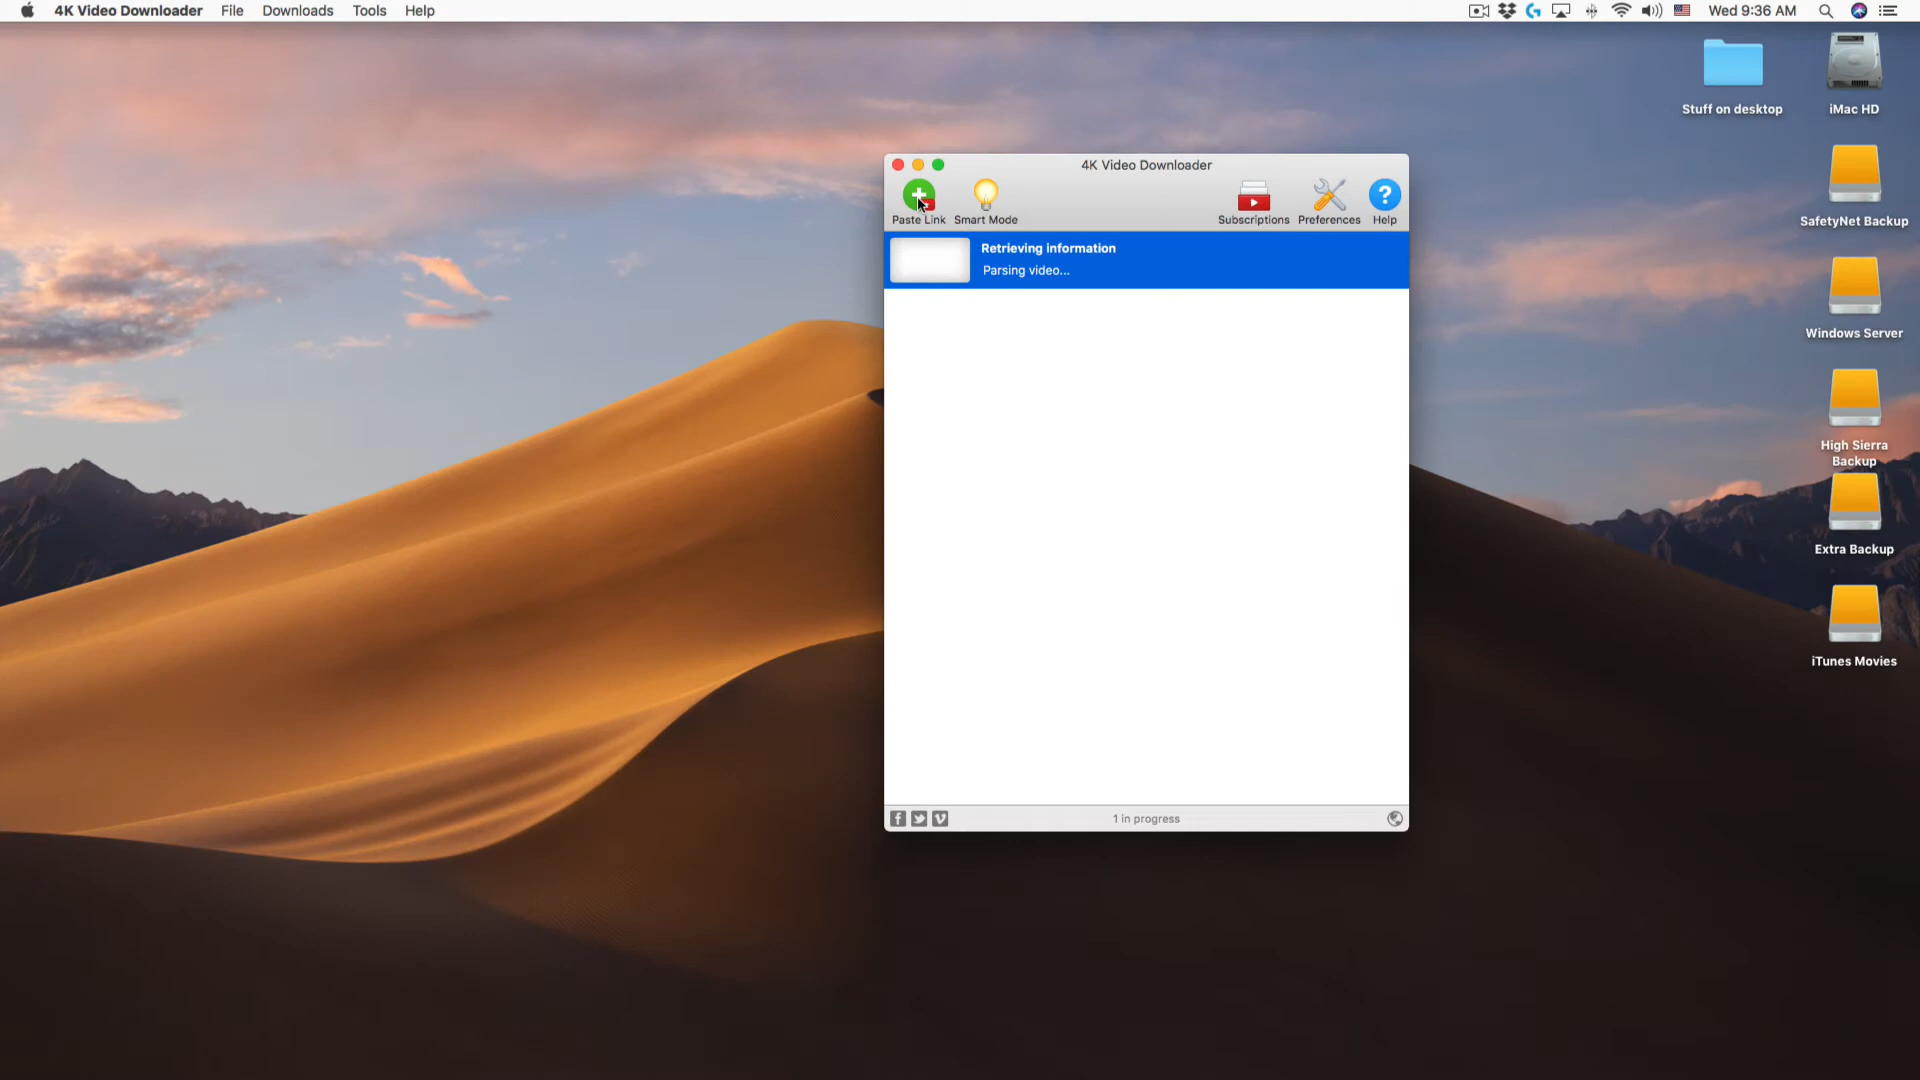 4K Video Downloader File Downloads Tools Help
Wed 9:36 AM
Stuff on desktop
iMac HD
SafetyNet Backup
Windows Server
High Sierra
Backup
Extra Backup
iTunes Movies
4K Video Downloader
Paste Link Smart Mode Subscriptions Preferences Help
Retrieving information
Parsing video...
1 in progress